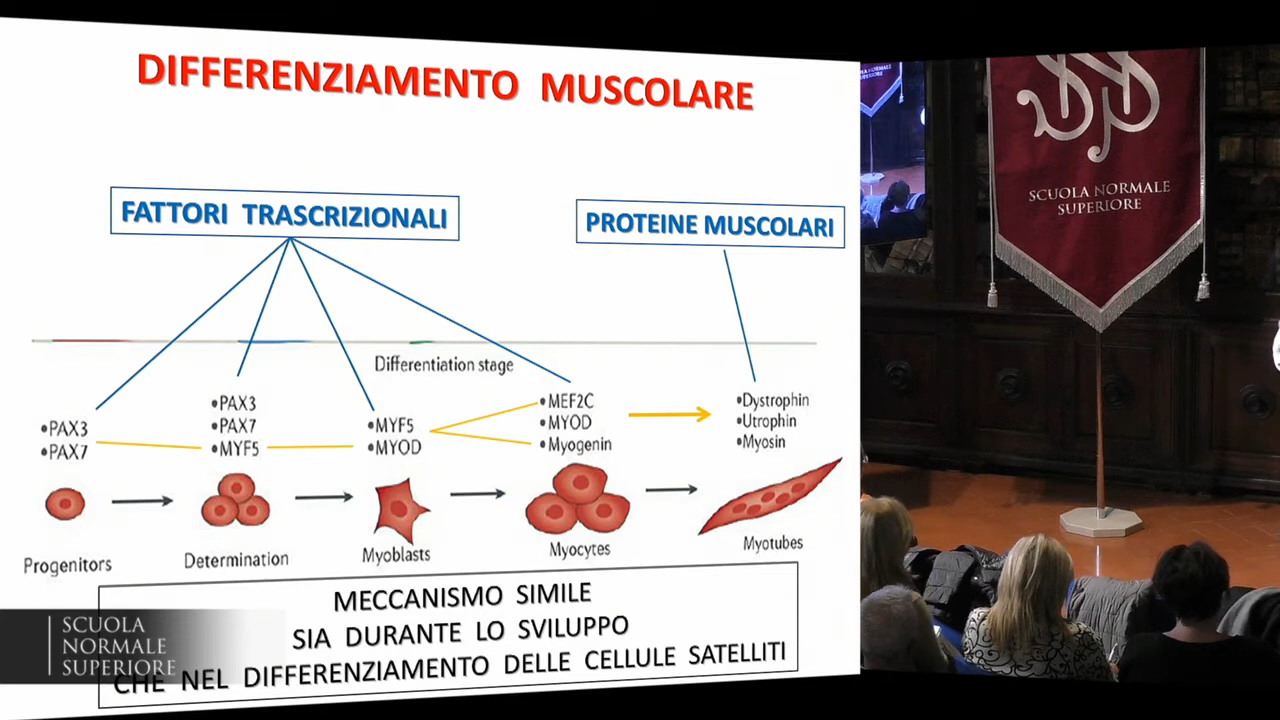 DIFFERENZIAMENTO MUSCOLARE
FATTORI TRASCRIZIONALI
PROTEINE MUSCOLARI
Differentiation stage
•PAX3
•PAX7
•PAX3
•PAX7
•MYF5
•MYF5
•MYOD
•MEF2C
•MYOD
•Myogenin
•Dystrophin
•Utrophin
•Myosin
Progenitors
Determination
Myoblasts
Myocytes
Myotubes
MECCANISMO SIMILE
SIA DURANTE LO SVILUPPO
CHE NEL DIFFERENZIAMENTO DELLE CELLULE SATELLITI
SCUOLA
NORMALE
SUPERIORE
SCUOLA NORMALE
SUPERIORE